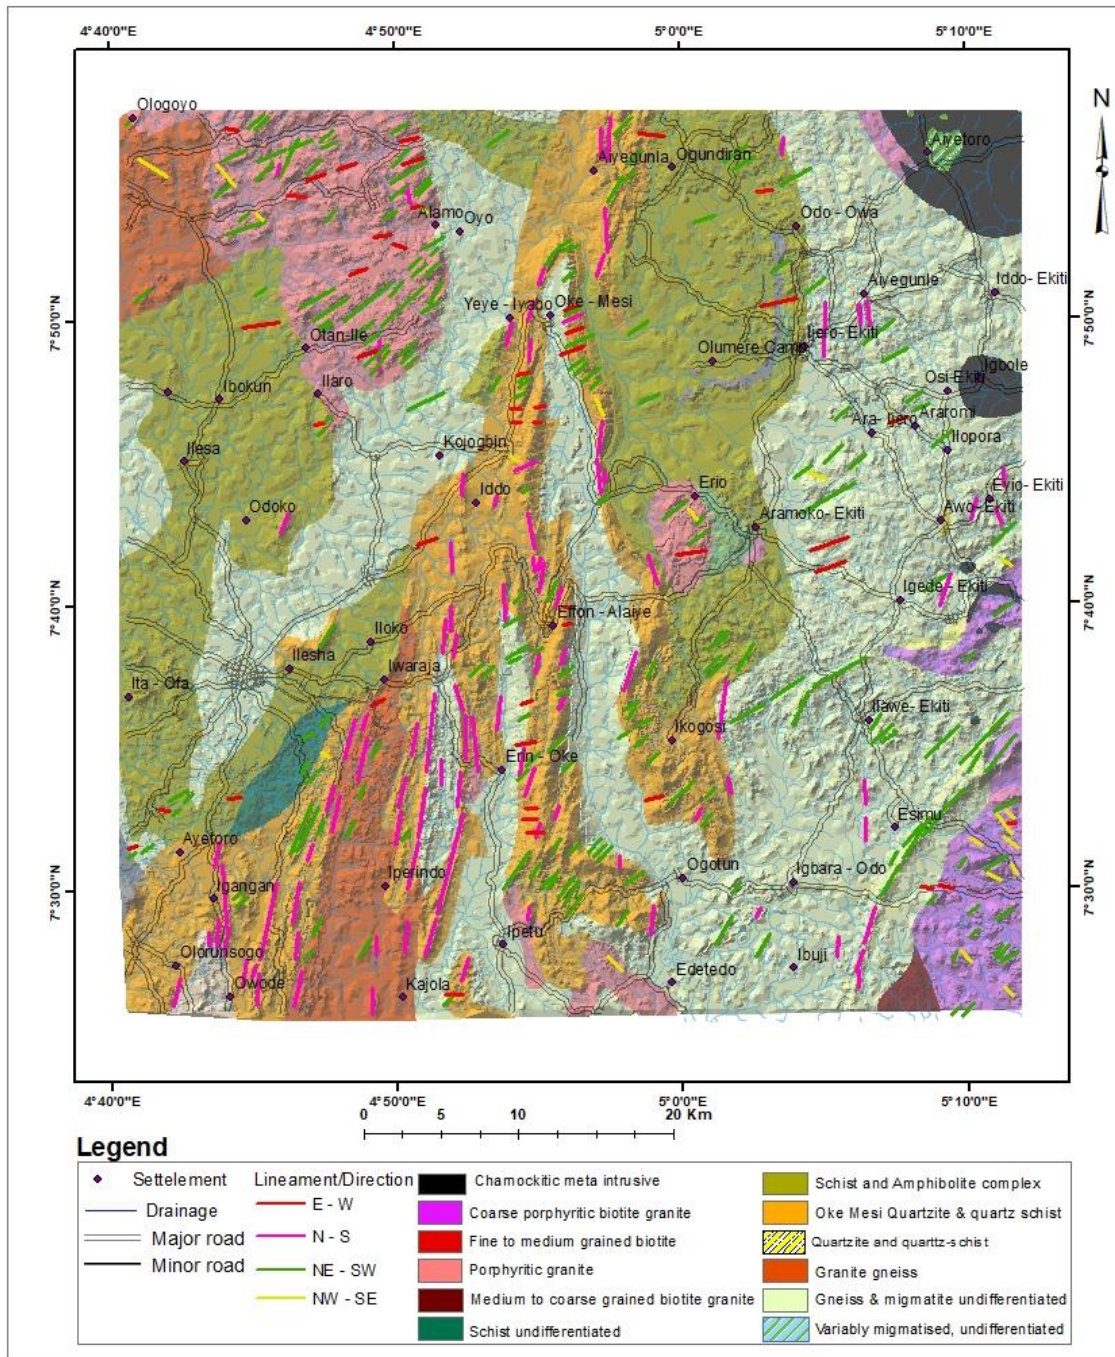 4°40'0"E 4°50'0"E 5°0'0"E 5°10'0"E
N
Ologoyo
Aiyetoro
Aiyegunla Ogundiran
Alamo Oyo
Odo - Owa
Aiyegunle Iddo- Ekiti
Yeye - Iyabo Oke - Mesi
7°50'0"N 7°50'0"N
Otan-Ile
Olumere Camp Ijero- Ekiti
Igbole
Osi-Ekiti
Ibokun Ilaro
Ara- Ijero Araromi
Ilopora
Ilesa
Kojogbin
Iddo
Erio
Eyio- Ekiti
Odoko
Aramoko- Ekiti
Awo- Ekiti
7°40'0"N 7°40'0"N
Igede - Ekiti
Effon - Alaiye
Iloko
Ilesha
Iwaraja
Ita - Ofa
Ilawe- Ekiti
Ikogosi
Erin - Oke
Esimu
Ayetoro
Ogotun
Igbara - Odo
Iperindo
Igangan
7°30'0"N 7°30'0"N
Ipetu
Olorunsogo
Ibuji
Edetedo
Owode
Kajola
4°40'0"E 4°50'0"E 5°0'0"E 5°10'0"E
0 5 10 20 Km
Legend
Settelement
Drainage
Major road
Minor road
Lineament/Direction
E - W
N - S
NE - SW
NW - SE
Chamockitic meta intrusive
Coarse porphyritic biotite granite
Fine to medium grained biotite
Porphyritic granite
Medium to coarse grained biotite granite
Schist undifferentiated
Schist and Amphibolite complex
Oke Mesi Quartzite & quartz schist
Quartzite and quarttz-schist
Granite gneiss
Gneiss & migmatite undifferentiated
Variably migmatised, undifferentiated